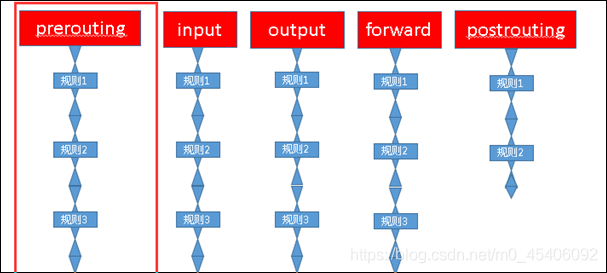 prerouting input output forward postrouting
规则1 规则1 规则1 规则1 规则1
规则2 规则2 规则2 规则2 规则2
规则3 规则3 规则3 规则3
https://blog.csdn.net/m0_45406092